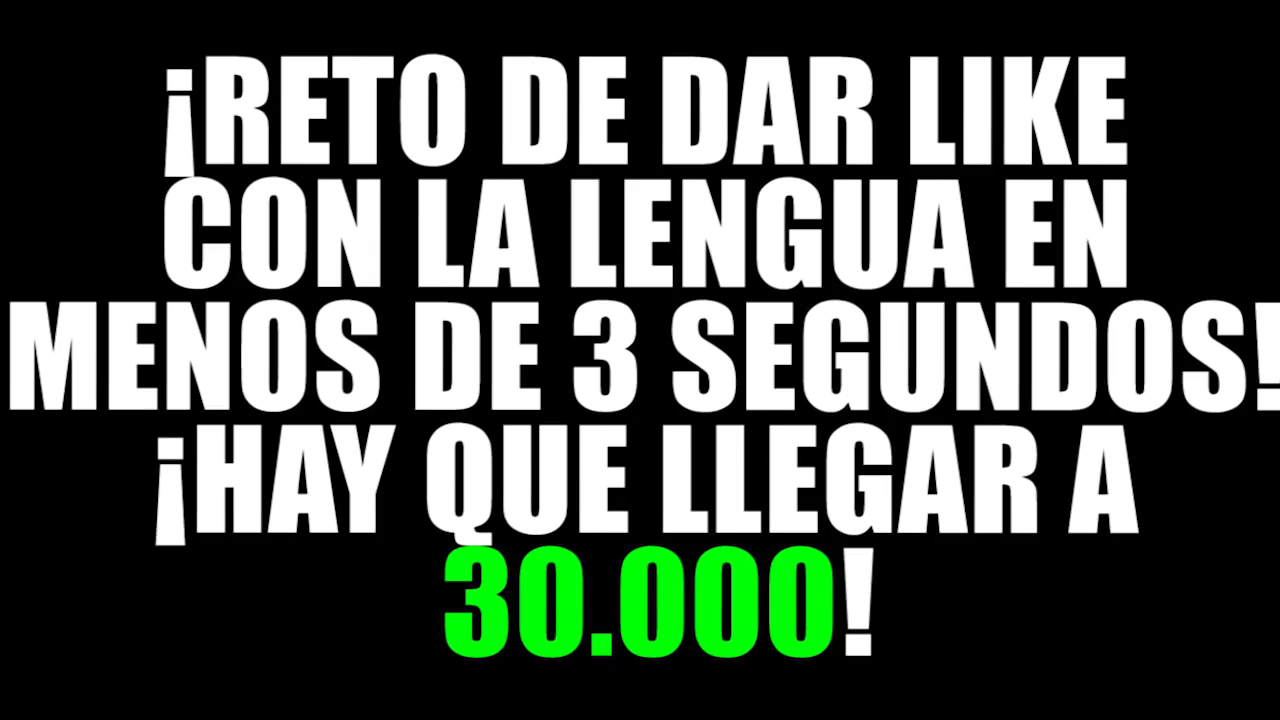 ¡RETO DE DAR LIKE
CON LA LENGUA EN
MENOS DE 3 SEGUNDOS!
¡HAY QUE LLEGAR A
30.000!